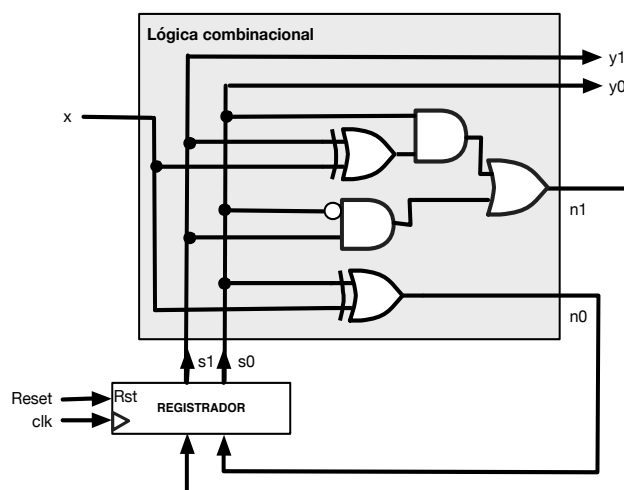 Lógica combinacional
y1
y0
x
n1
n0
s1 s0
Reset
Rst
REGISTRADOR
clk